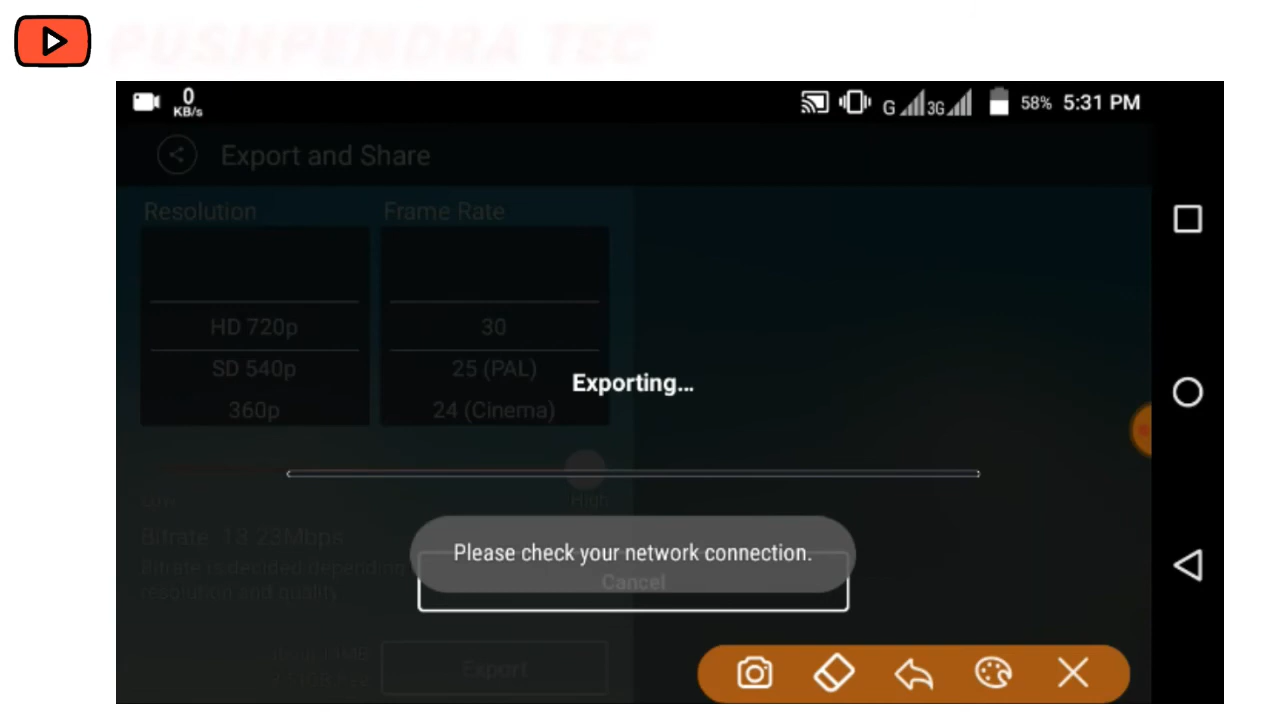 PUSHPENDRA TEC
0
KB/s
G 3G 58% 5:31 PM
Export and Share
Resolution Frame Rate
HD 720p 30
SD 540p 25 (PAL)
360p 24 (Cinema)
Exporting...
Low High
Bitrate 13.23Mbps
Bitrate is decided depending
resolution and quality
Please check your network connection.
Cancel
Export